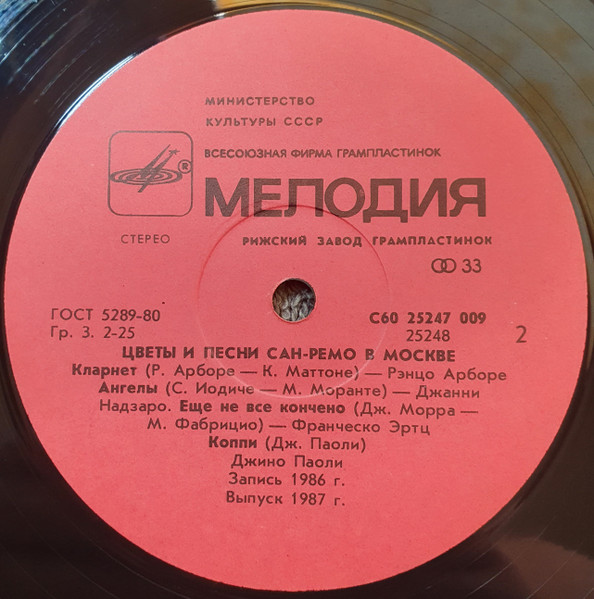 МИНИСТЕРСТВО
КУЛЬТУРЫ СССР
ВСЕСОЮЗНАЯ ФИРМА ГРАМПЛАСТИНОК
®
МЕЛОДИЯ
СТЕРЕО
РИЖСКИЙ ЗАВОД ГРАМПЛАСТИНОК
33
ГОСТ 5289-80
С60 25247 009
Гр. 3. 2-25
25248
2
ЦВЕТЫ И ПЕСНИ САН-РЕМО В МОСКВЕ
Кларнет (Р. Арборе — К. Маттоне) — Рэнцо Арборе
Ангелы (С. Иодиче — М. Моранте) — Джанни
Надзаро. Еще не все кончено (Дж. Морра —
М. Фабрицио) — Франческо Эртц
Коппи (Дж. Паоли)
Джино Паоли
Запись 1986 г.
Выпуск 1987 г.